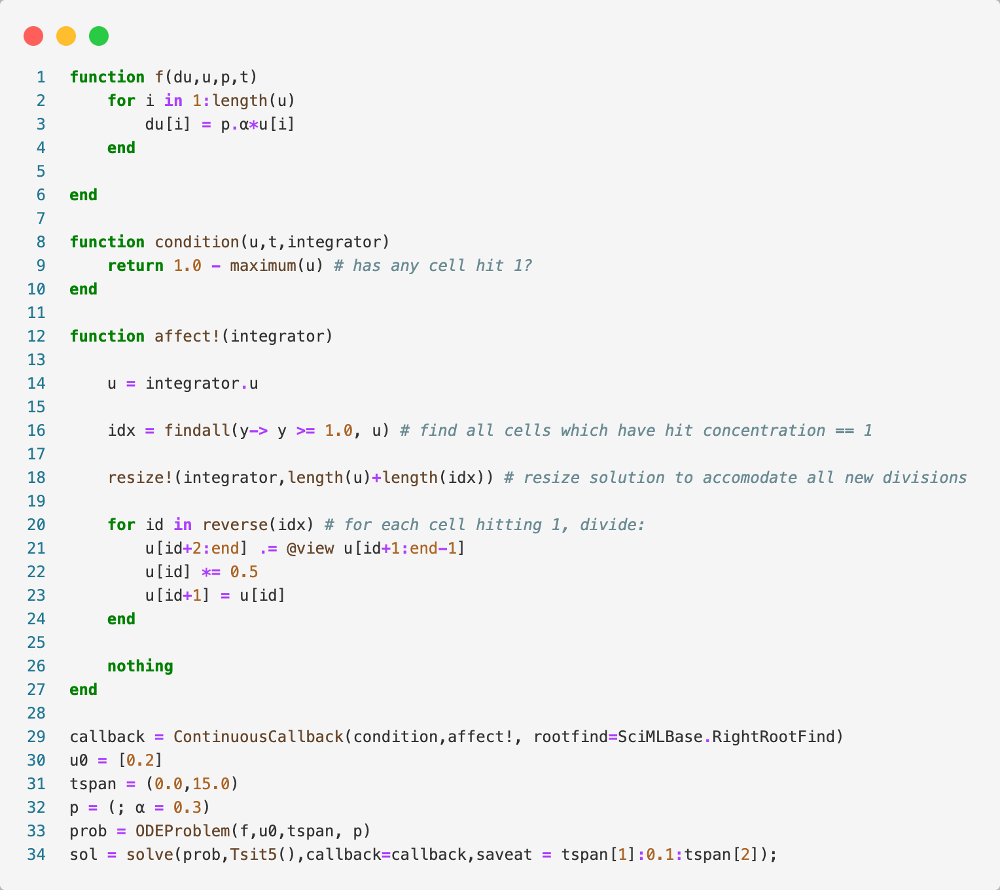 1 function f(du,u,p,t)
2     for i in 1:length(u)
3         du[i] = p.α*u[i]
4     end
5
6 end
7
8 function condition(u,t,integrator)
9     return 1.0 - maximum(u) # has any cell hit 1?
10 end
11
12 function affect!(integrator)
13
14     u = integrator.u
15
16     idx = findall(y-> y >= 1.0, u) # find all cells which have hit concentration == 1
17
18     resize!(integrator,length(u)+length(idx)) # resize solution to accomodate all new divisions
19
20     for id in reverse(idx) # for each cell hitting 1, divide:
21         u[id+2:end] .= @view u[id+1:end-1]
22         u[id] *= 0.5
23         u[id+1] = u[id]
24     end
25
26     nothing
27 end
28
29 callback = ContinuousCallback(condition,affect!, rootfind=SciMLBase.RightRootFind)
30 u0 = [0.2]
31 tspan = (0.0,15.0)
32 p = (; α = 0.3)
33 prob = ODEProblem(f,u0,tspan, p)
34 sol = solve(prob,Tsit5(),callback=callback,saveat = tspan[1]:0.1:tspan[2]);